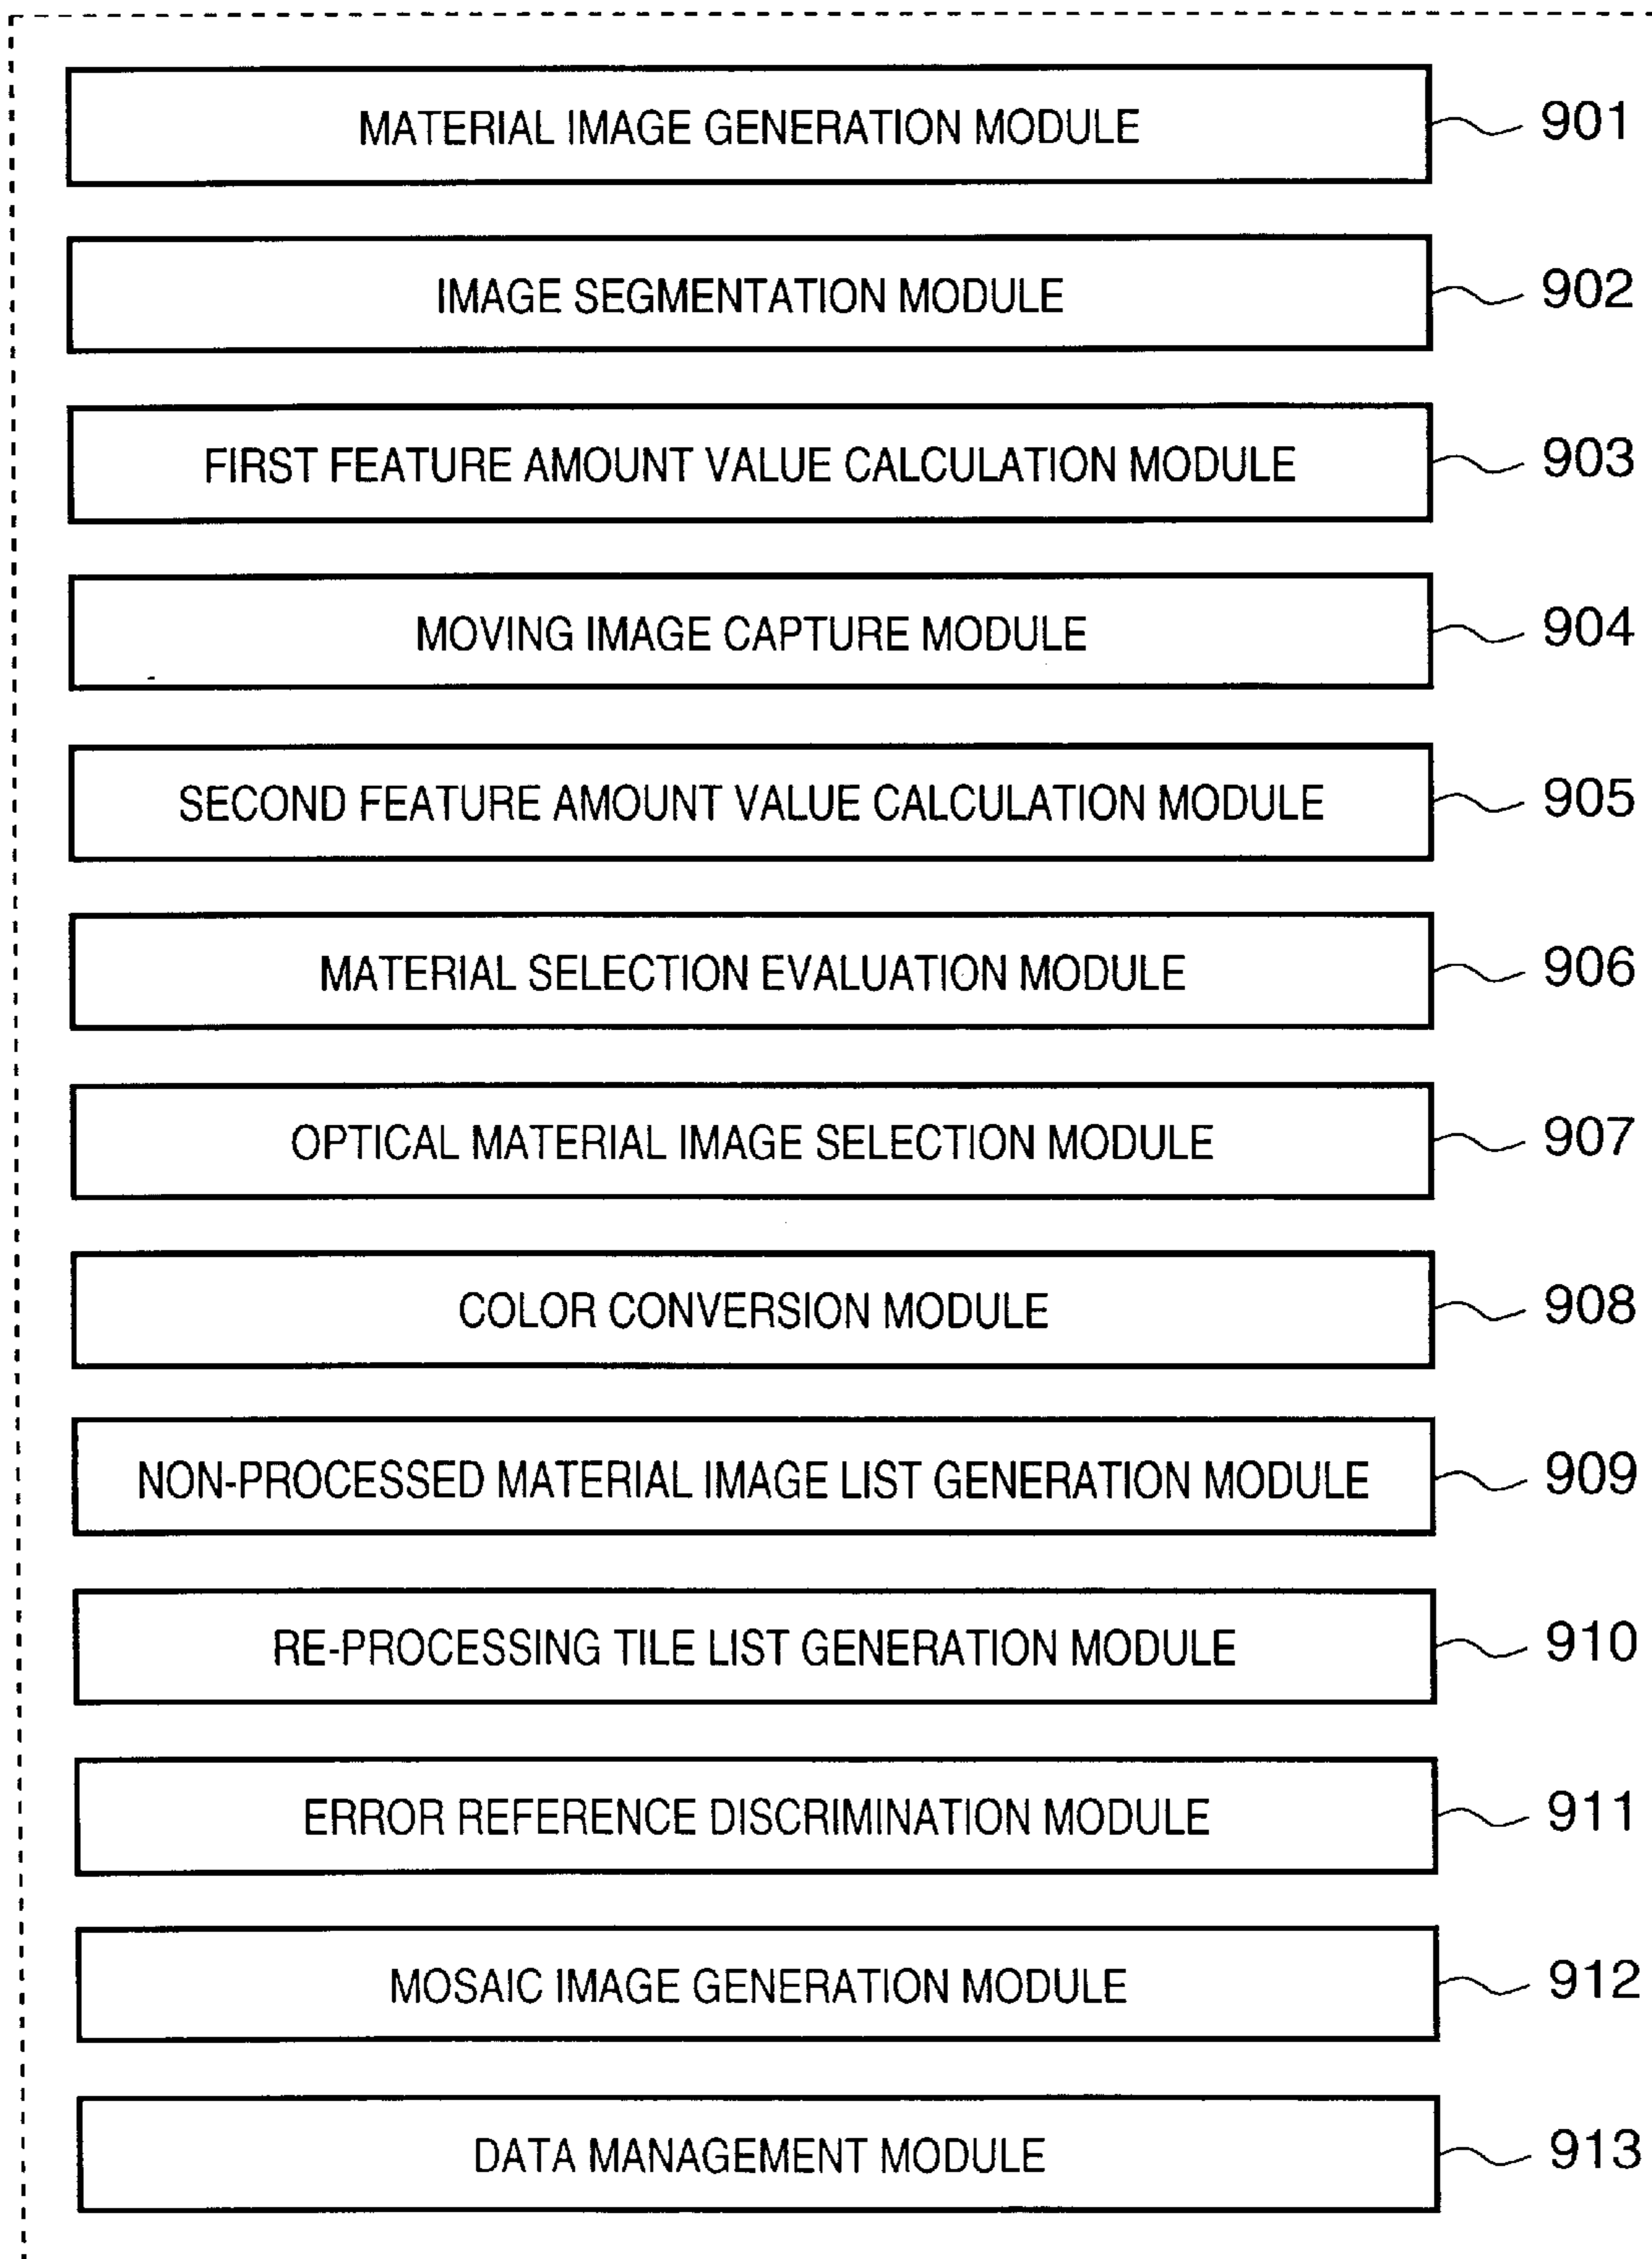 MATERIAL IMAGE GENERATION MODULE 901
IMAGE SEGMENTATION MODULE 902
FIRST FEATURE AMOUNT VALUE CALCULATION MODULE 903
MOVING IMAGE CAPTURE MODULE 904
SECOND FEATURE AMOUNT VALUE CALCULATION MODULE 905
MATERIAL SELECTION EVALUATION MODULE 906
OPTICAL MATERIAL IMAGE SELECTION MODULE 907
COLOR CONVERSION MODULE 908
NON-PROCESSED MATERIAL IMAGE LIST GENERATION MODULE 909
RE-PROCESSING TILE LIST GENERATION MODULE 910
ERROR REFERENCE DISCRIMINATION MODULE 911
MOSAIC IMAGE GENERATION MODULE 912
DATA MANAGEMENT MODULE 913